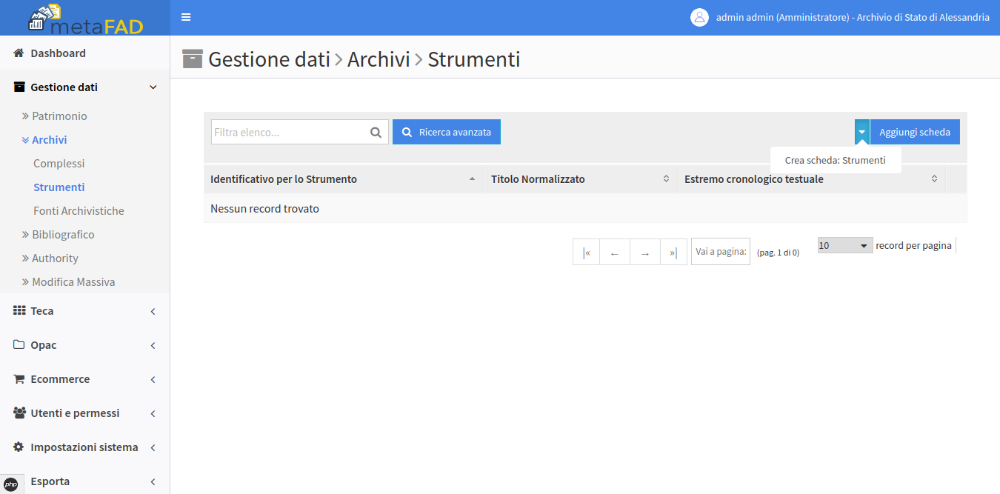 metaFAD
admin admin (Amministratore) - Archivio di Stato di Alessandria
Dashboard
Gestione dati
Patrimonio
Archivi
Complessi
Strumenti
Fonti Archivistiche
Bibliografico
Authority
Modifica Massiva
Teca
Opac
Ecommerce
Utenti e permessi
Impostazioni sistema
Esporta
php
Gestione dati > Archivi > Strumenti
Filtra elenco...
Ricerca avanzata
Aggiungi scheda
Crea scheda: Strumenti
Identificativo per lo Strumento Titolo Normalizzato Estremo cronologico testuale
Nessun record trovato
|« ← → »| Vai a pagina: (pag. 1 di 0) 10 record per pagina